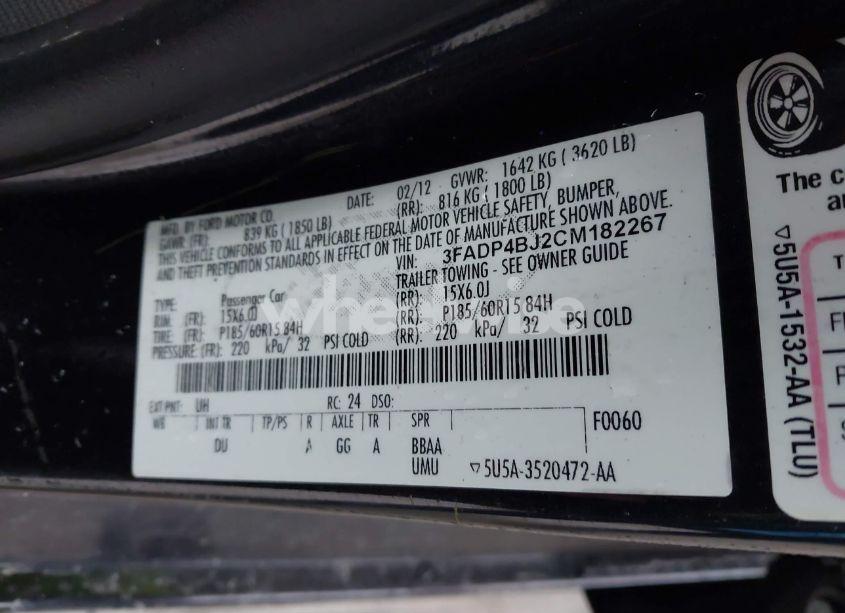 MFD. BY FORD MOTOR CO.
DATE: 02/12 GVWR: 1642 KG ( 3620 LB)
GAWR (FR): 839 KG ( 1850 LB) (RR): 816 KG ( 1800 LB)
THIS VEHICLE CONFORMS TO ALL APPLICABLE FEDERAL MOTOR VEHICLE SAFETY, BUMPER,
AND THEFT PREVENTION STANDARDS IN EFFECT ON THE DATE OF MANUFACTURE SHOWN ABOVE.
VIN: 3FADP4BJ2CM182267
TRAILER TOWING - SEE OWNER GUIDE
TYPE: Passenger Car
RIM: (FR): 15X6.0J (RR): 15X6.0J
TIRE: (FR): P185/60R15 84H (RR): P185/60R15 84H
PRESSURE: (FR): 220 kPa/ 32 PSI COLD (RR): 220 kPa/ 32 PSI COLD
EXT PNT: UH RC: 24 DSO:
WB INT TR TP/PS R AXLE TR SPR F0060
DU A GG A BBAA
UMU ▽5U5A-3520472-AA
The c
▽5U5A-1532-AA (TLU)
wheelwise